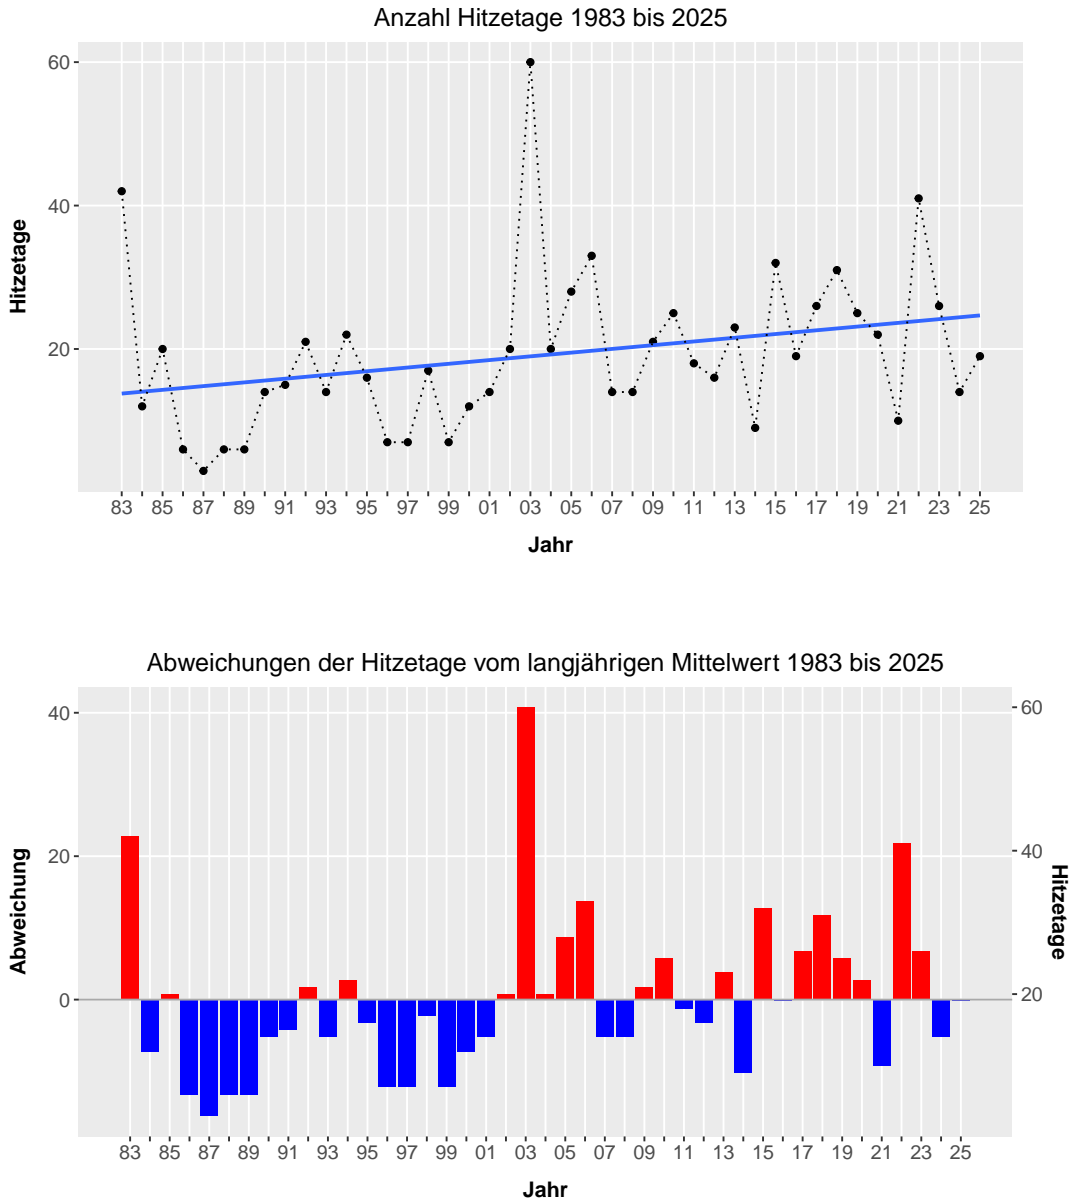 Anzahl Hitzetage 1983 bis 2025
60
40
20
Hitzetage
83 85 87 89 91 93 95 97 99 01 03 05 07 09 11 13 15 17 19 21 23 25
Jahr
Abweichungen der Hitzetage vom langjährigen Mittelwert 1983 bis 2025
40
20
0
Abweichung
60
40
20
Hitzetage
83 85 87 89 91 93 95 97 99 01 03 05 07 09 11 13 15 17 19 21 23 25
Jahr